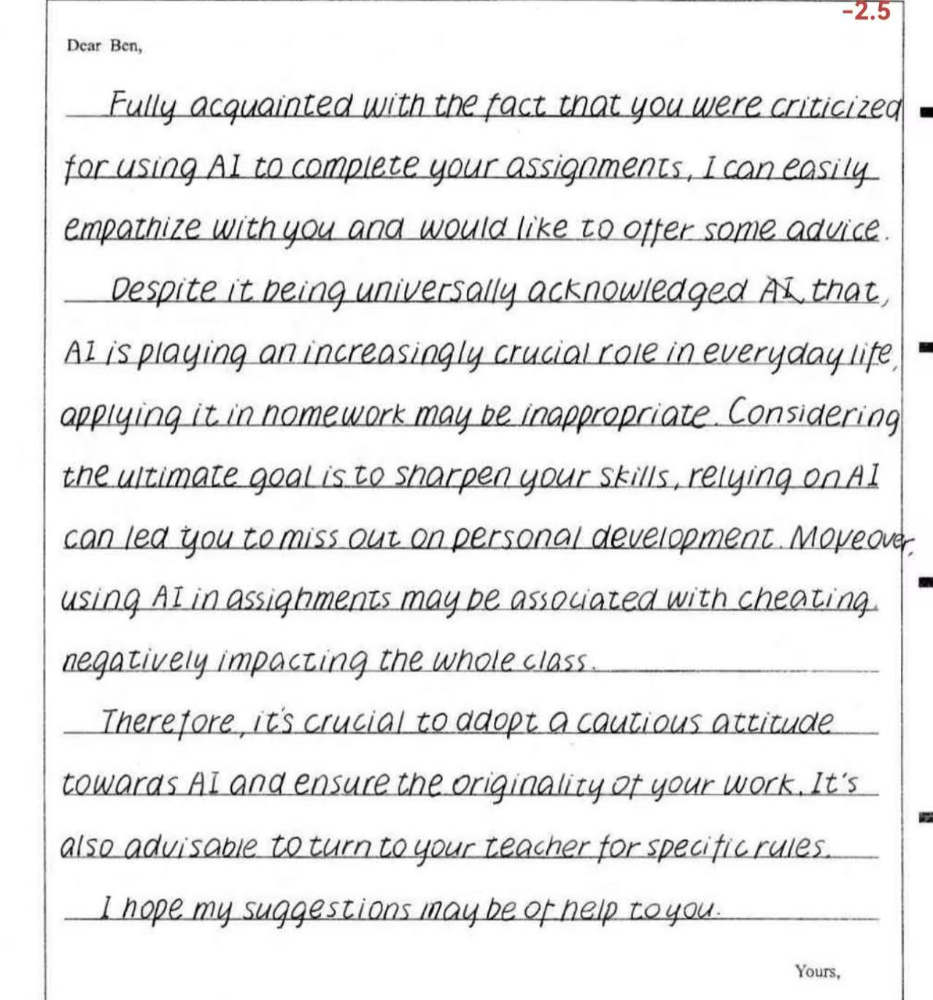 -2.5
Dear Ben,
Fully acquainted with the fact that you were criticized
for using AI to complete your assignments, I can easily
empathize with you and would like to offer some advice.
Despite it being universally acknowledged AI that,
AI is playing an increasingly crucial role in everyday life,
applying it in homework may be inappropriate. Considering
the ultimate goal is to sharpen your skills, relying on AI
can led you to miss out on personal development. Moreover,
using AI in assighments may be associated with cheating,
negatively impacting the whole class.
Therefore, it's crucial to adopt a cautious attitude
towards AI and ensure the originality of your work. It's
also advisable to turn to your teacher for specific rules.
I hope my suggestions may be of help to you.
Yours,